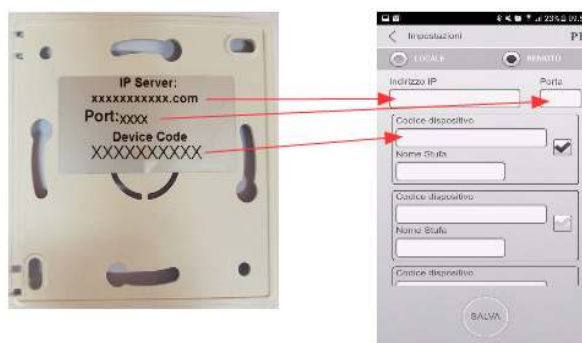 IP Server:
xxxxxxxxxxx.com
Port:xxxx
Device Code
XXXXXXXXXX
23%
Impostazioni
LOCALE
REMOTO
Indirizzo IP
Porta
Codice dispositivo
Nome Stufa
Codice dispositivo
Nome Stufa
Codice dispositivo
SALVA